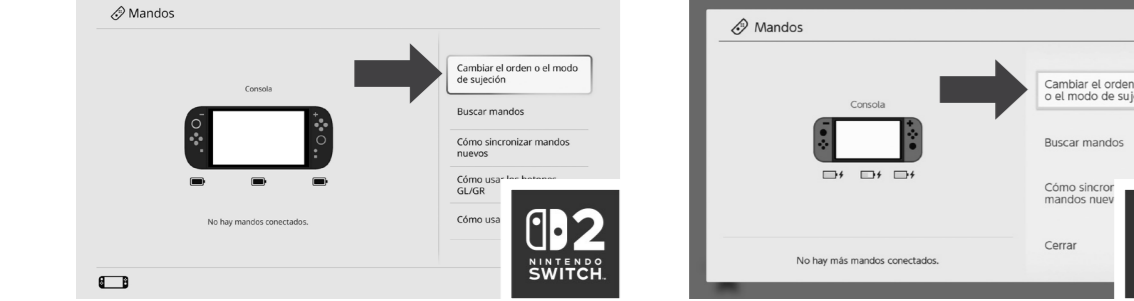 Mandos
Consola
No hay mandos conectados.
Cambiar el orden o el modo
de sujeción
Buscar mandos
Cómo sincronizar mandos
nuevos
Cómo usar los botones
GL/GR
Cómo usa
2
NINTENDO
SWITCH
Mandos
Consola
No hay más mandos conectados.
Cambiar el orden
o el modo de suje
Buscar mandos
Cómo sincror
mandos nuev
Cerrar